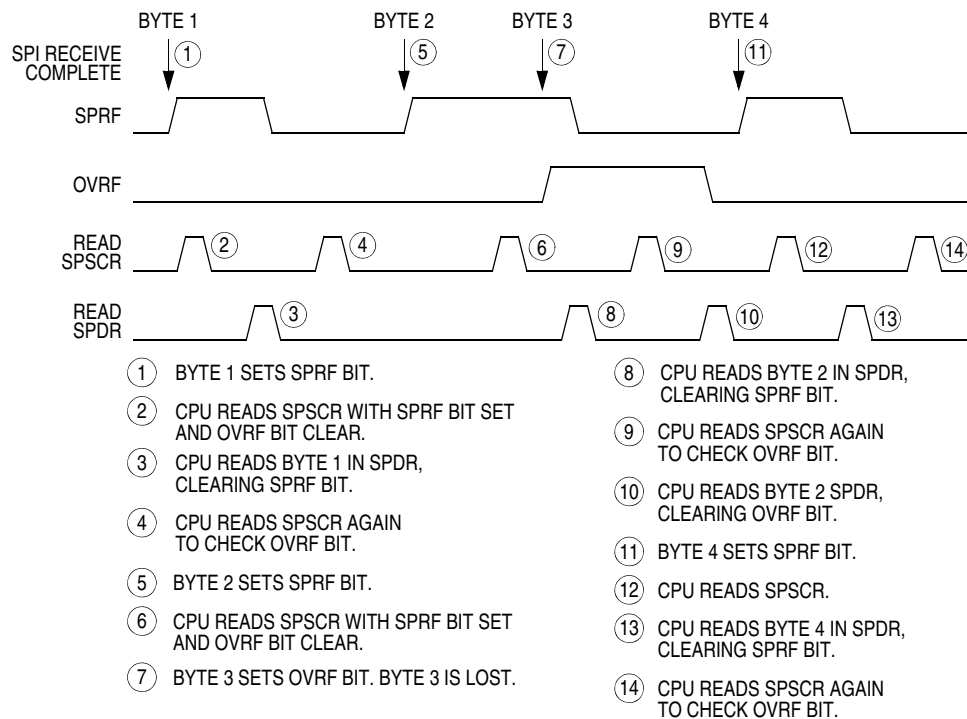 BYTE 1 BYTE 2 BYTE 3 BYTE 4
SPI RECEIVE
COMPLETE
1 5 7 11
SPRF
OVRF
READ
SPSCR
2 4 6 9 12 14
READ
SPDR
3 8 10 13
1 BYTE 1 SETS SPRF BIT.
2 CPU READS SPSCR WITH SPRF BIT SET
AND OVRF BIT CLEAR.
3 CPU READS BYTE 1 IN SPDR,
CLEARING SPRF BIT.
4 CPU READS SPSCR AGAIN
TO CHECK OVRF BIT.
5 BYTE 2 SETS SPRF BIT.
6 CPU READS SPSCR WITH SPRF BIT SET
AND OVRF BIT CLEAR.
7 BYTE 3 SETS OVRF BIT. BYTE 3 IS LOST.
8 CPU READS BYTE 2 IN SPDR,
CLEARING SPRF BIT.
9 CPU READS SPSCR AGAIN
TO CHECK OVRF BIT.
10 CPU READS BYTE 2 SPDR,
CLEARING OVRF BIT.
11 BYTE 4 SETS SPRF BIT.
12 CPU READS SPSCR.
13 CPU READS BYTE 4 IN SPDR,
CLEARING SPRF BIT.
14 CPU READS SPSCR AGAIN
TO CHECK OVRF BIT.